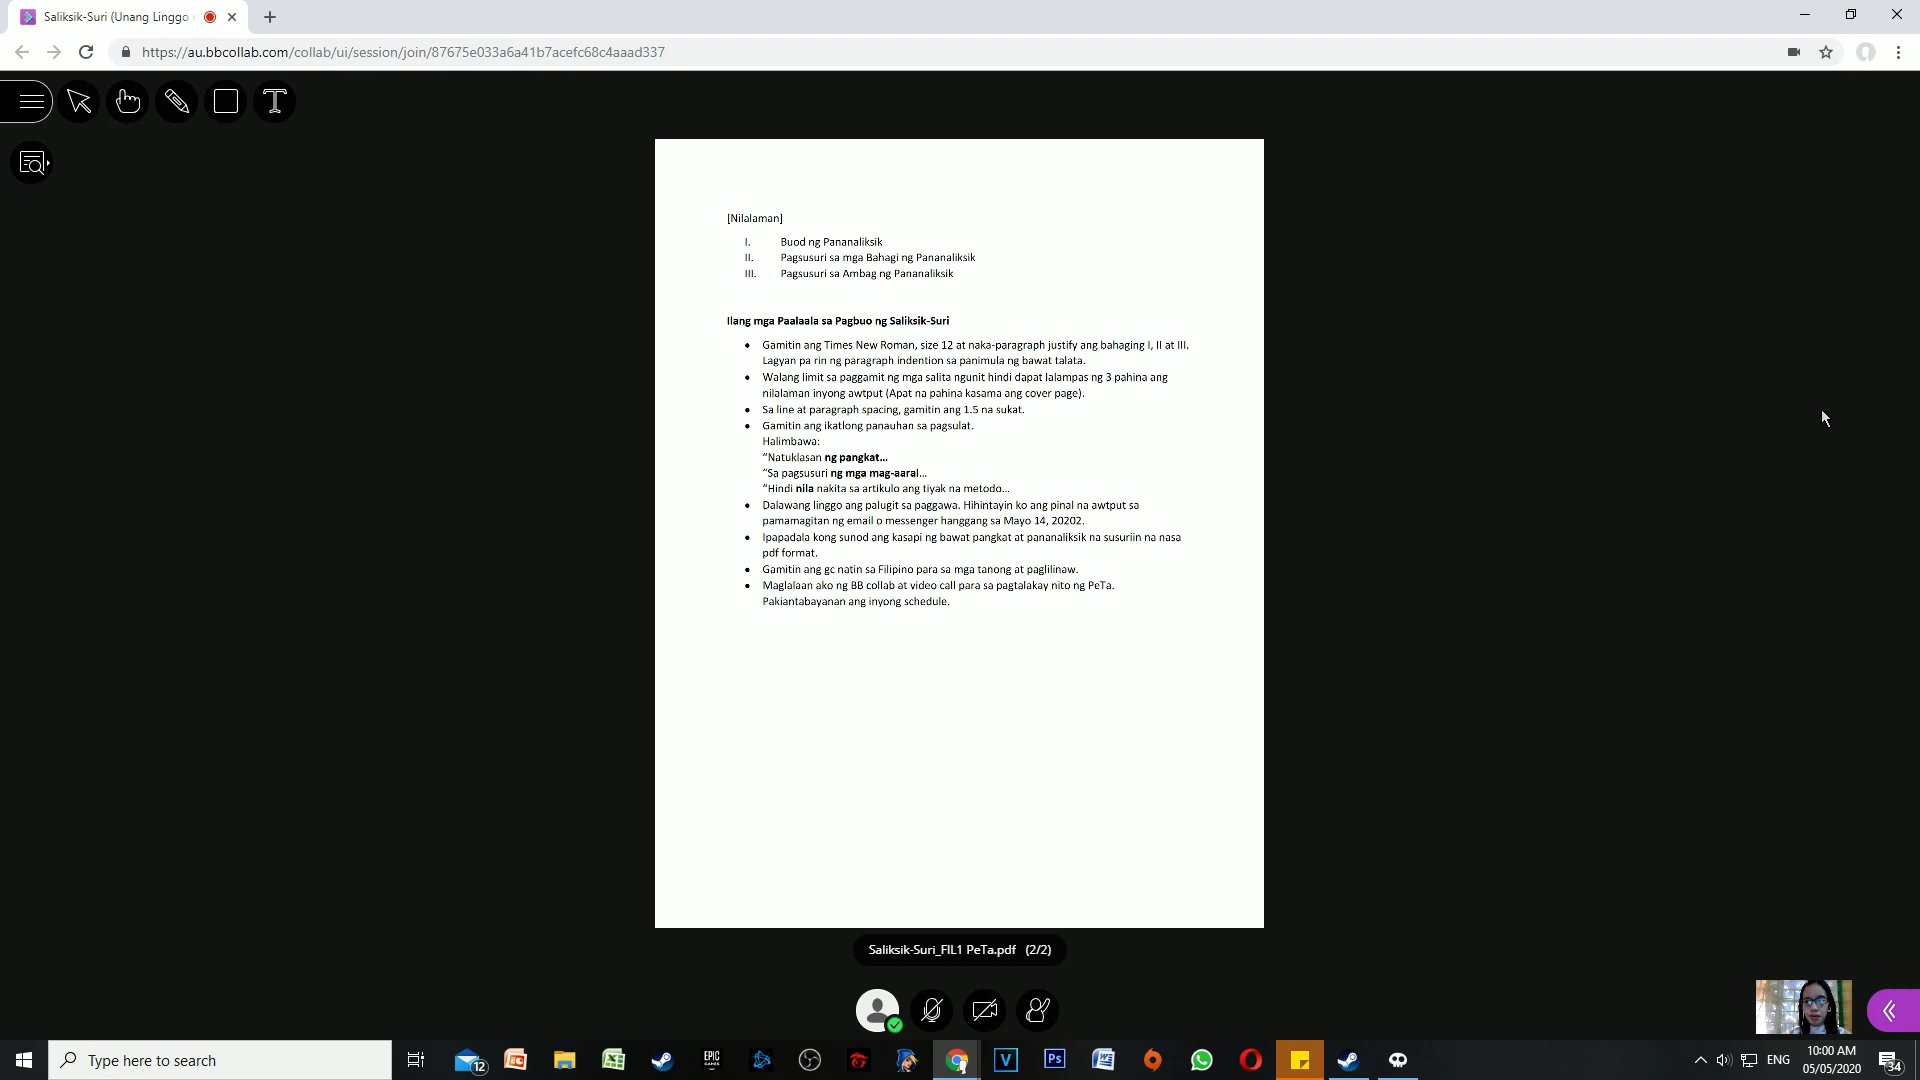 Saliksik-Suri (Unang Linggo
https://au.bbcollab.com/collab/ui/session/join/87675e033a6a41b7acefc68c4aaad337
[Nilalaman]
I. Buod ng Pananaliksik
II. Pagsusuri sa mga Bahagi ng Pananaliksik
III. Pagsusuri sa Ambag ng Pananaliksik
Ilang mga Paalaala sa Pagbuo ng Saliksik-Suri
• Gamitin ang Times New Roman, size 12 at naka-paragraph justify ang bahaging I, II at III.
Lagyan pa rin ng paragraph indention sa panimula ng bawat talata.
• Walang limit sa paggamit ng mga salita ngunit hindi dapat lalampas ng 3 pahina ang
nilalaman inyong awtput (Apat na pahina kasama ang cover page).
• Sa line at paragraph spacing, gamitin ang 1.5 na sukat.
• Gamitin ang ikatlong panauhan sa pagsulat.
Halimbawa:
“Natuklasan ng pangkat...
“Sa pagsusuri ng mga mag-aaral...
“Hindi nila nakita sa artikulo ang tiyak na metodo...
• Dalawang linggo ang palugit sa paggawa. Hihintayin ko ang pinal na awtput sa
pamamagitan ng email o messenger hanggang sa Mayo 14, 20202.
• Ipapadala kong sunod ang kasapi ng bawat pangkat at pananaliksik na susuriin na nasa
pdf format.
• Gamitin ang gc natin sa Filipino para sa mga tanong at paglilinaw.
• Maglalaan ako ng BB collab at video call para sa pagtalakay nito ng PeTa.
Pakiantabayanan ang inyong schedule.
Saliksik-Suri_FIL1 PeTa.pdf (2/2)
Type here to search
12
EPIC
GAMES
V
Ps
ENG
10:00 AM
05/05/2020
34